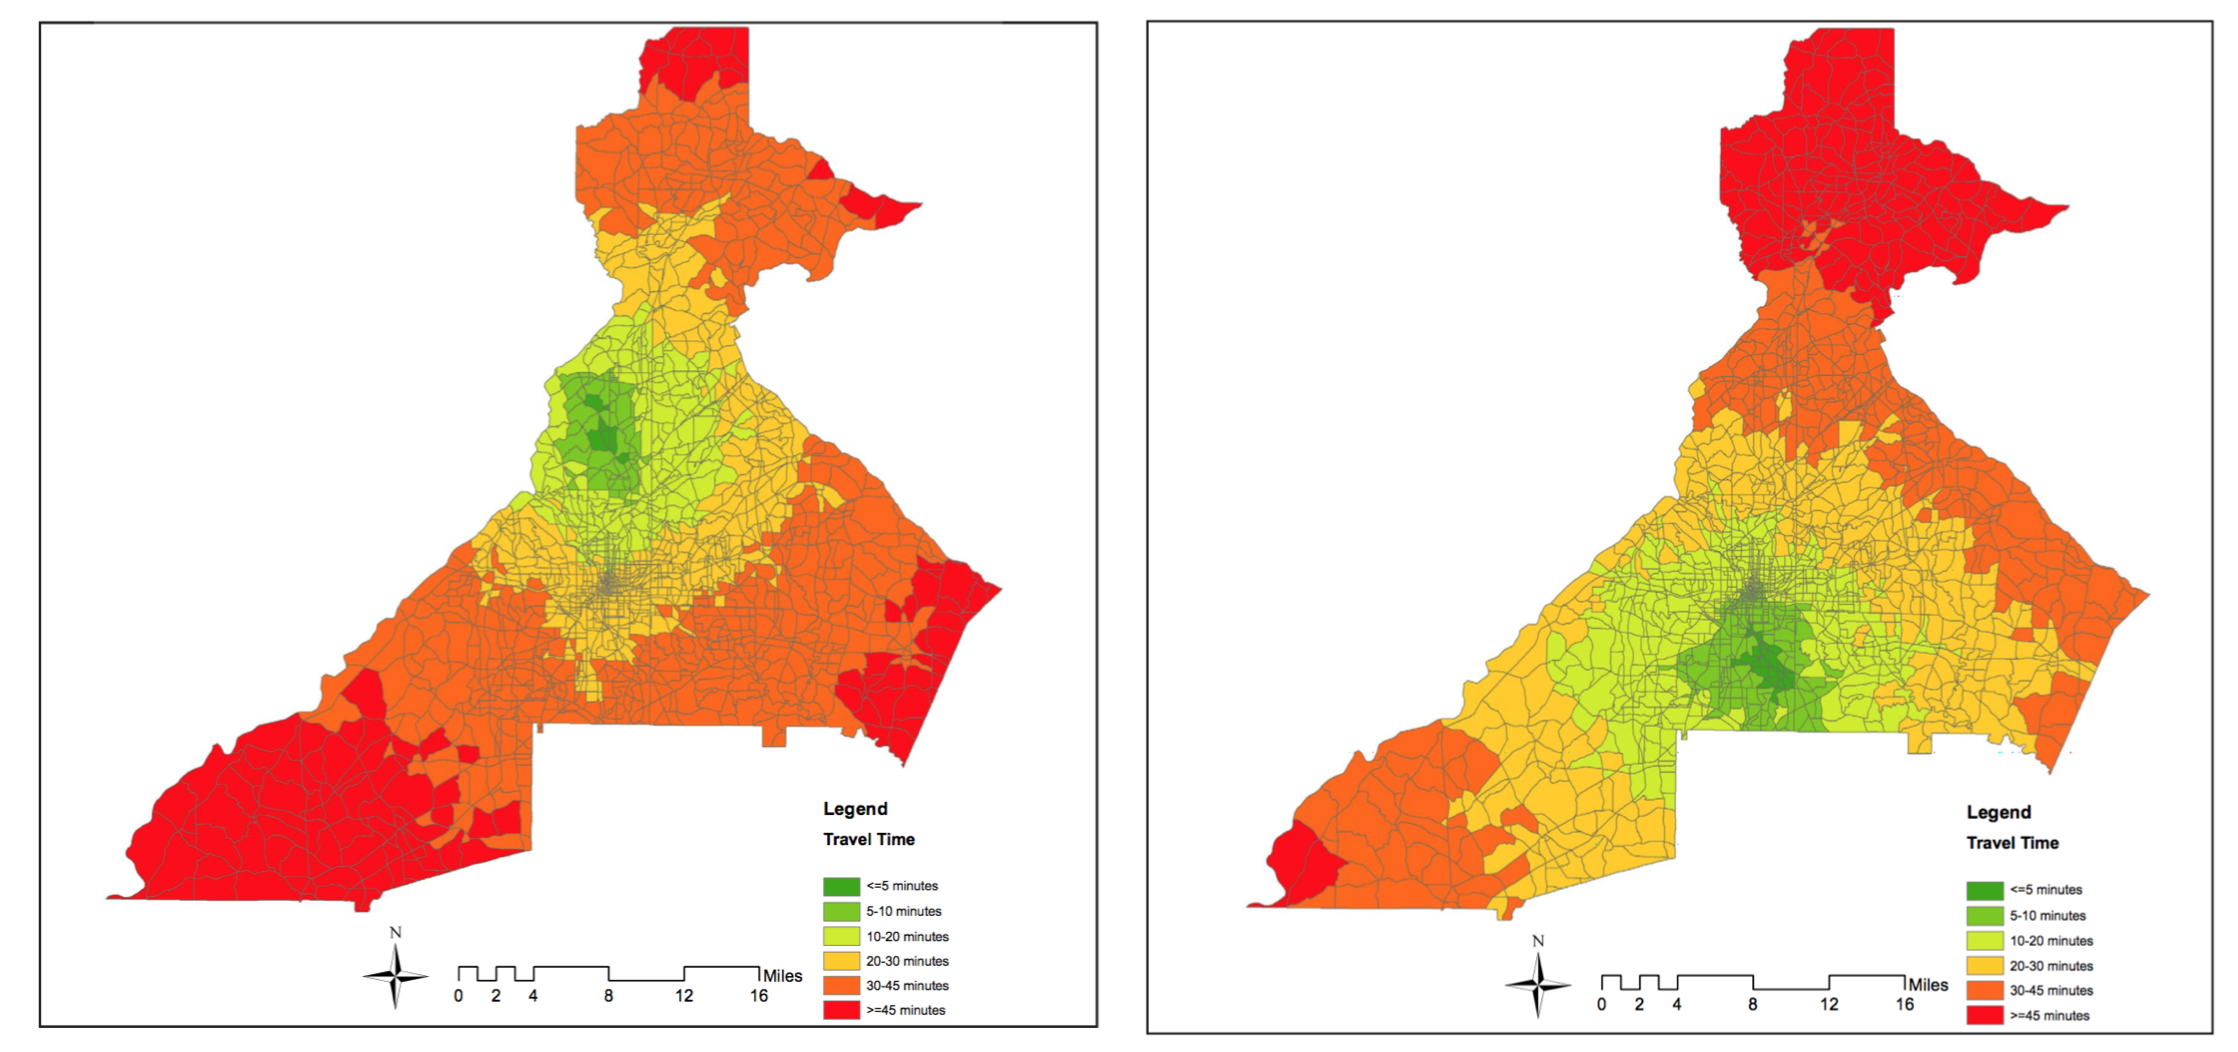 Legend
Travel Time
<=5 minutes
5-10 minutes
10-20 minutes
20-30 minutes
30-45 minutes
>=45 minutes
N
Miles
0 2 4 8 12 16
Legend
Travel Time
<=5 minutes
5-10 minutes
10-20 minutes
20-30 minutes
30-45 minutes
>=45 minutes
N
Miles
0 2 4 8 12 16